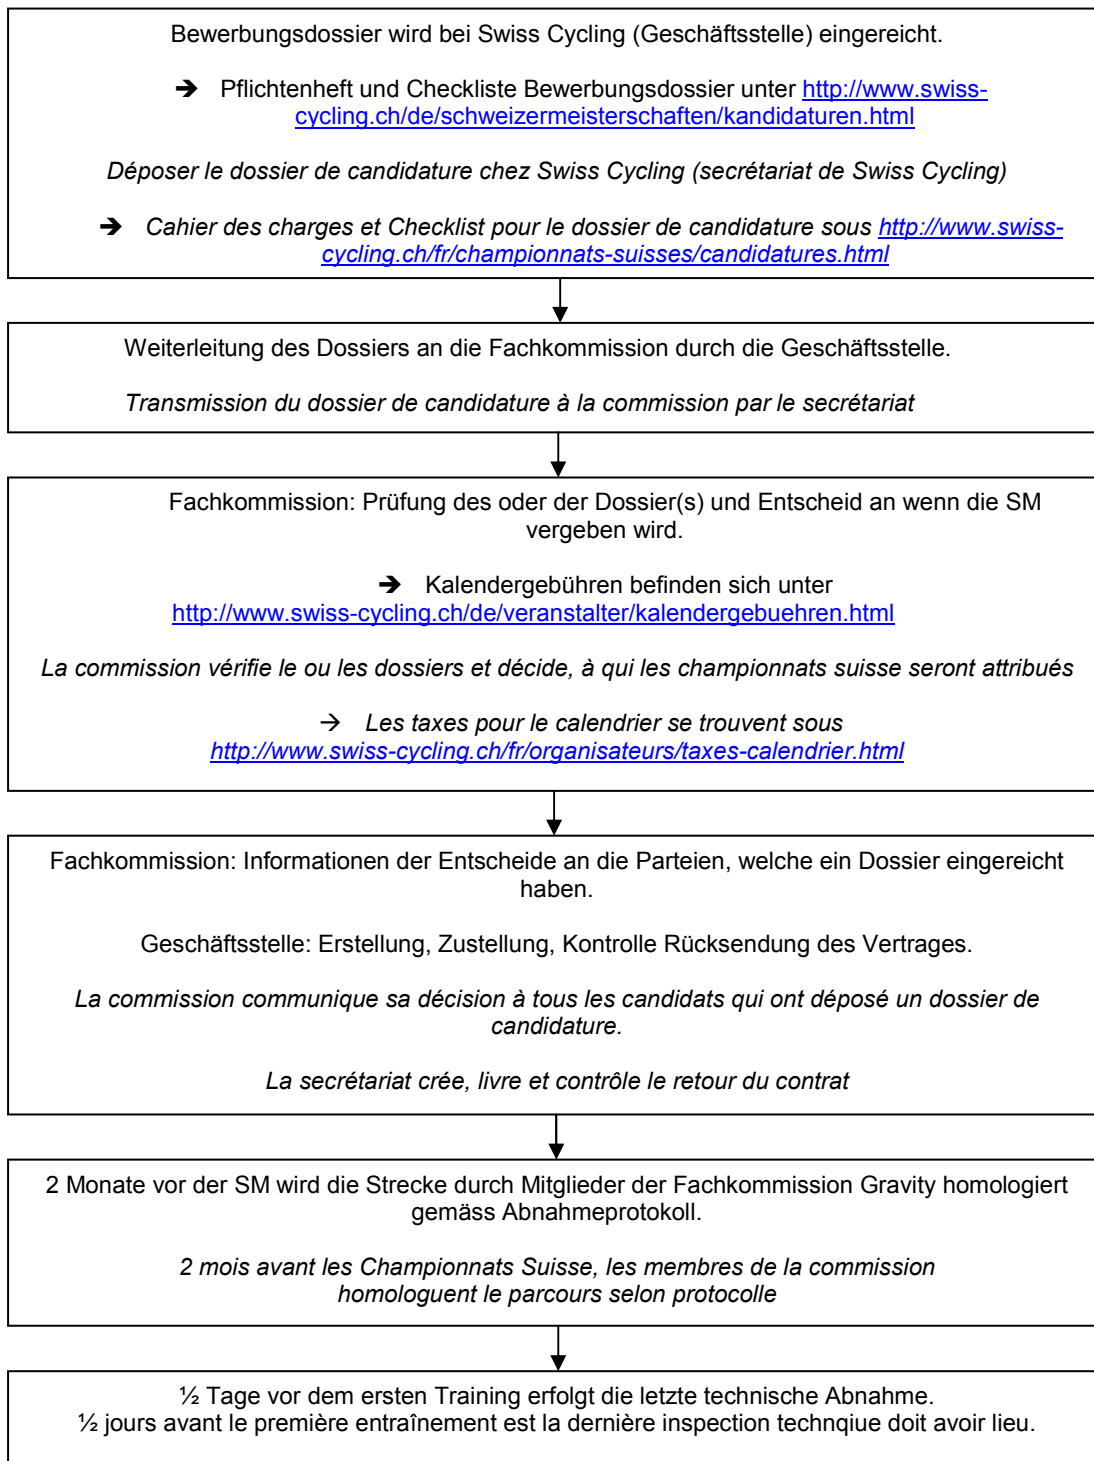 Bewerbungsdossier wird bei Swiss Cycling (Geschäftsstelle) eingereicht.
➔ Pflichtenheft und Checkliste Bewerbungsdossier unter http://www.swiss-
cycling.ch/de/schweizermeisterschaften/kandidaturen.html
Déposer le dossier de candidature chez Swiss Cycling (secrétariat de Swiss Cycling)
➔ Cahier des charges et Checklist pour le dossier de candidature sous http://www.swiss-
cycling.ch/fr/championnats-suisses/candidatures.html
Weiterleitung des Dossiers an die Fachkommission durch die Geschäftsstelle.
Transmission du dossier de candidature à la commission par le secrétariat
Fachkommission: Prüfung des oder der Dossier(s) und Entscheid an wenn die SM
vergeben wird.
➔ Kalendergebühren befinden sich unter
http://www.swiss-cycling.ch/de/veranstalter/kalendergebuehren.html
La commission vérifie le ou les dossiers et décide, à qui les championnats suisse seront attribués
→ Les taxes pour le calendrier se trouvent sous
http://www.swiss-cycling.ch/fr/organisateurs/taxes-calendrier.html
Fachkommission: Informationen der Entscheide an die Parteien, welche ein Dossier eingereicht
haben.
Geschäftsstelle: Erstellung, Zustellung, Kontrolle Rücksendung des Vertrages.
La commission communique sa décision à tous les candidats qui ont déposé un dossier de
candidature.
La secrétariat crée, livre et contrôle le retour du contrat
2 Monate vor der SM wird die Strecke durch Mitglieder der Fachkommission Gravity homologiert
gemäss Abnahmeprotokoll.
2 mois avant les Championnats Suisse, les membres de la commission
homologuent le parcours selon protocolle
½ Tage vor dem ersten Training erfolgt die letzte technische Abnahme.
½ jours avant le première entraînement est la dernière inspection technqiue doit avoir lieu.